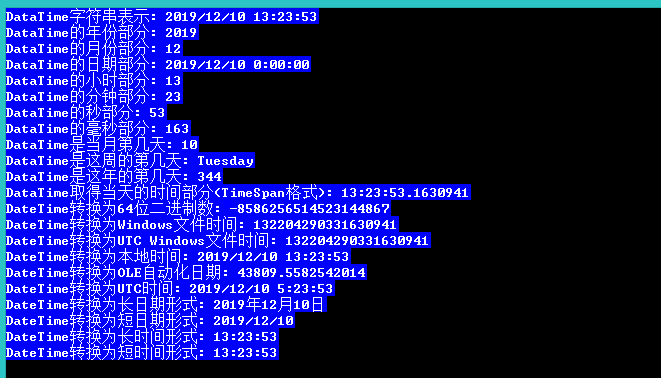 DataTime字符串表示: 2019/12/10 13:23:53
DataTime的年份部分: 2019
DataTime的月份部分: 12
DataTime的日期部分: 2019/12/10 0:00:00
DataTime的小时部分: 13
DataTime的分钟部分: 23
DataTime的秒部分: 53
DataTime的毫秒部分: 163
DataTime是当月第几天: 10
DataTime是这周的第几天: Tuesday
DataTime是这年的第几天: 344
DataTime取得当天的时间部分(TimeSpan格式): 13:23:53.1630941
DateTime转换为64位二进制数: -8586256514523144867
DateTime转换为Windows文件时间: 132204290331630941
DateTime转换为UTC Windows文件时间: 132204290331630941
DateTime转换为本地时间: 2019/12/10 13:23:53
DateTime转换为OLE自动化日期: 43809.5582542014
DateTime转换为UTC时间: 2019/12/10 5:23:53
DateTime转换为长日期形式: 2019年12月10日
DateTime转换为短日期形式: 2019/12/10
DateTime转换为长时间形式: 13:23:53
DateTime转换为短时间形式: 13:23:53